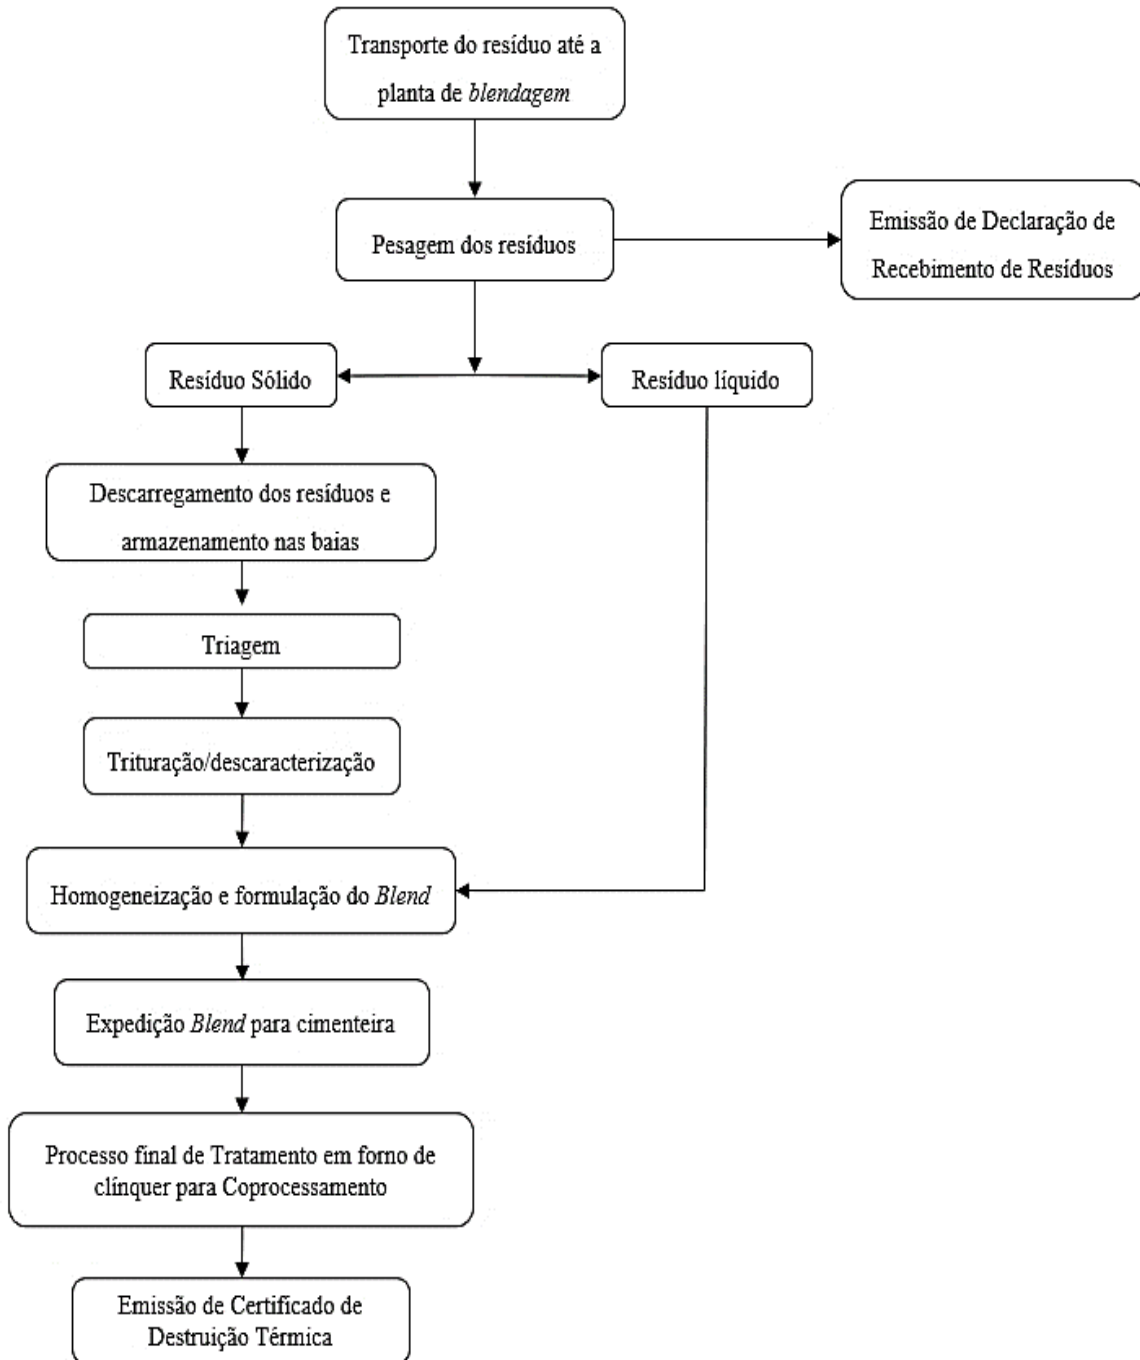 Transporte do resíduo até a
planta de blendagem
Pesagem dos resíduos
Emissão de Declaração de
Recebimento de Resíduos
Resíduo Sólido
Resíduo líquido
Descarregamento dos resíduos e
armazenamento nas baias
Triagem
Trituração/descaracterização
Homogeneização e formulação do Blend
Expedição Blend para cimenteira
Processo final de Tratamento em forno de
clínquer para Coprocessamento
Emissão de Certificado de
Destruição Térmica